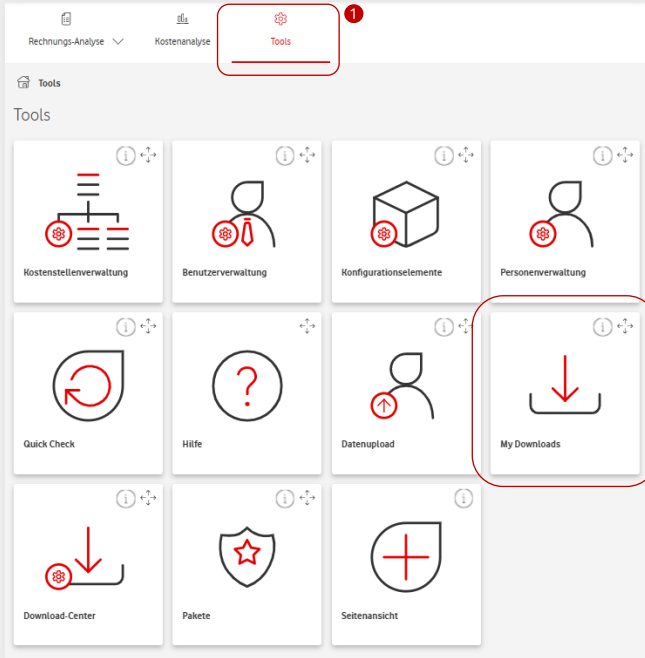 Rechnungs-Analyse
Kostenanalyse
Tools
1
Tools
Tools
Kostenstellenverwaltung
Benutzerverwaltung
Konfigurationselemente
Personenverwaltung
Quick Check
Hilfe
Datenupload
My Downloads
Download-Center
Pakete
Seitenansicht